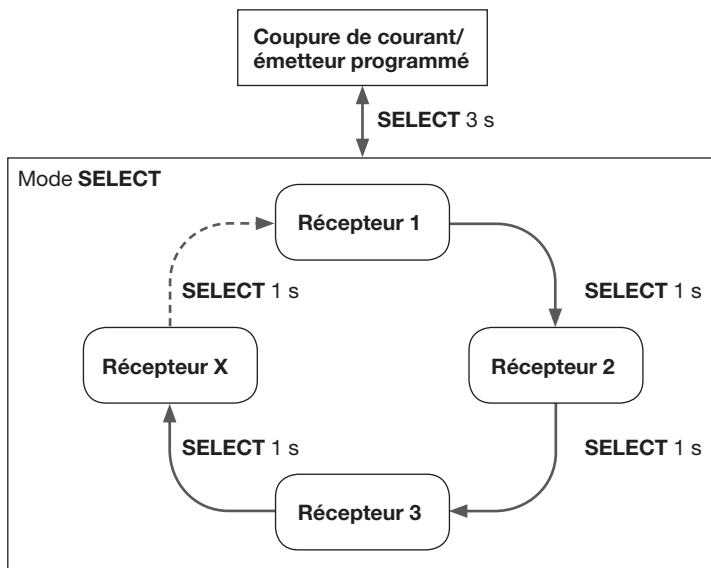 Coupure de courant/
émetteur programmé
SELECT 3 s
Mode SELECT
Récepteur 1
SELECT 1 s
SELECT 1 s
Récepteur X
Récepteur 2
SELECT 1 s
SELECT 1 s
Récepteur 3